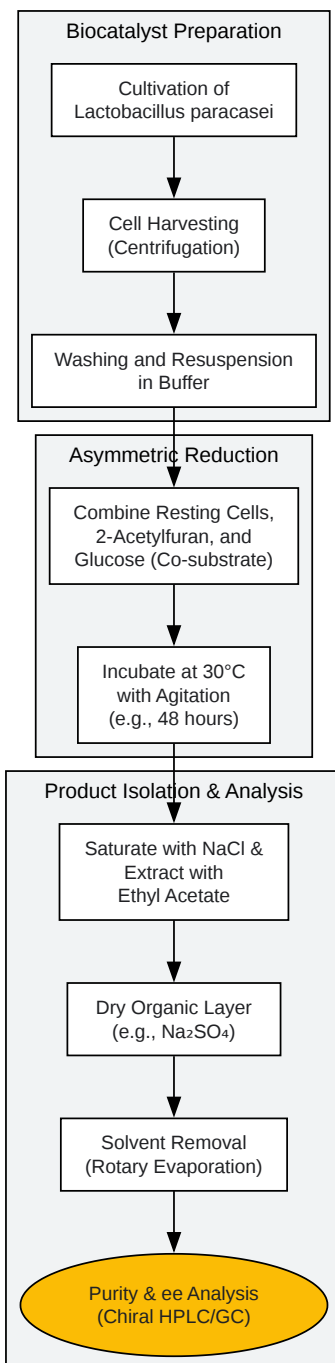 Biocatalyst Preparation
Cultivation of
Lactobacillus paracasei
Cell Harvesting
(Centrifugation)
Washing and Resuspension
in Buffer
Asymmetric Reduction
Combine Resting Cells,
2-Acetylfuran, and
Glucose (Co-substrate)
Incubate at 30°C
with Agitation
(e.g., 48 hours)
Product Isolation & Analysis
Saturate with NaCl &
Extract with
Ethyl Acetate
Dry Organic Layer
(e.g., Na₂SO₄)
Solvent Removal
(Rotary Evaporation)
Purity & ee Analysis
(Chiral HPLC/GC)